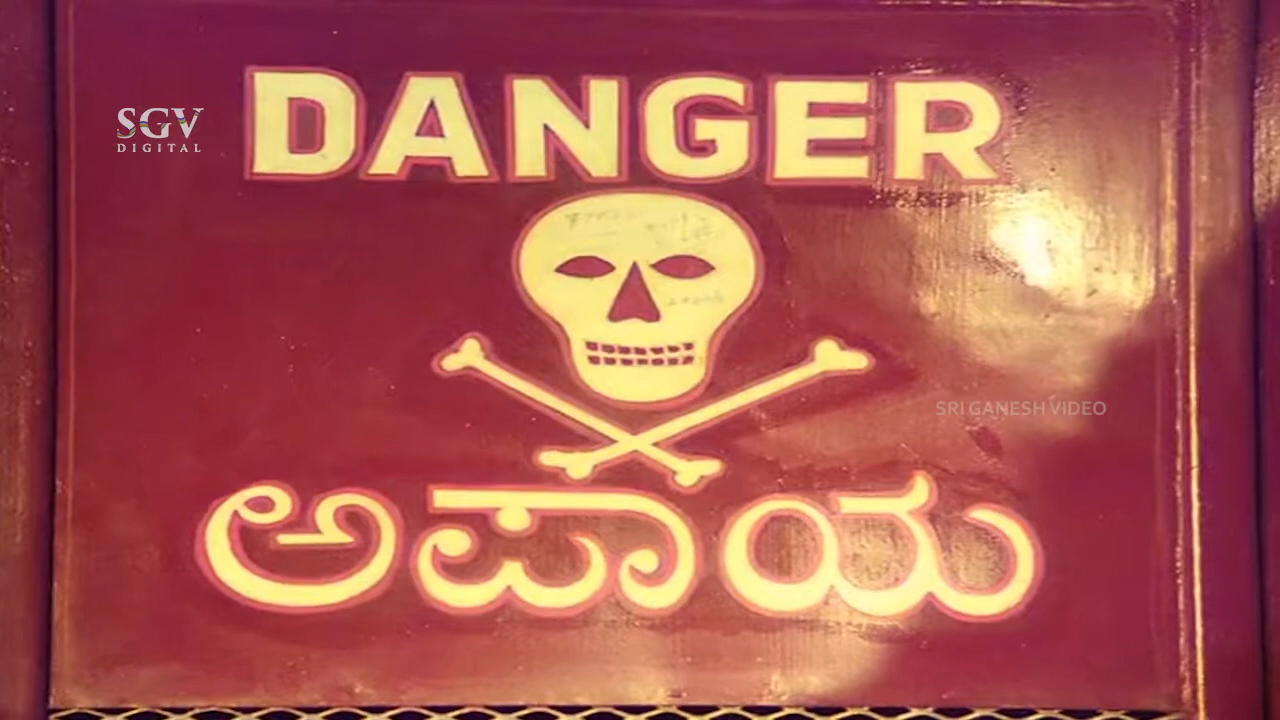 DANGER
SGV
DIGITAL
SRI GANESH VIDEO
ಅಪಾಯ